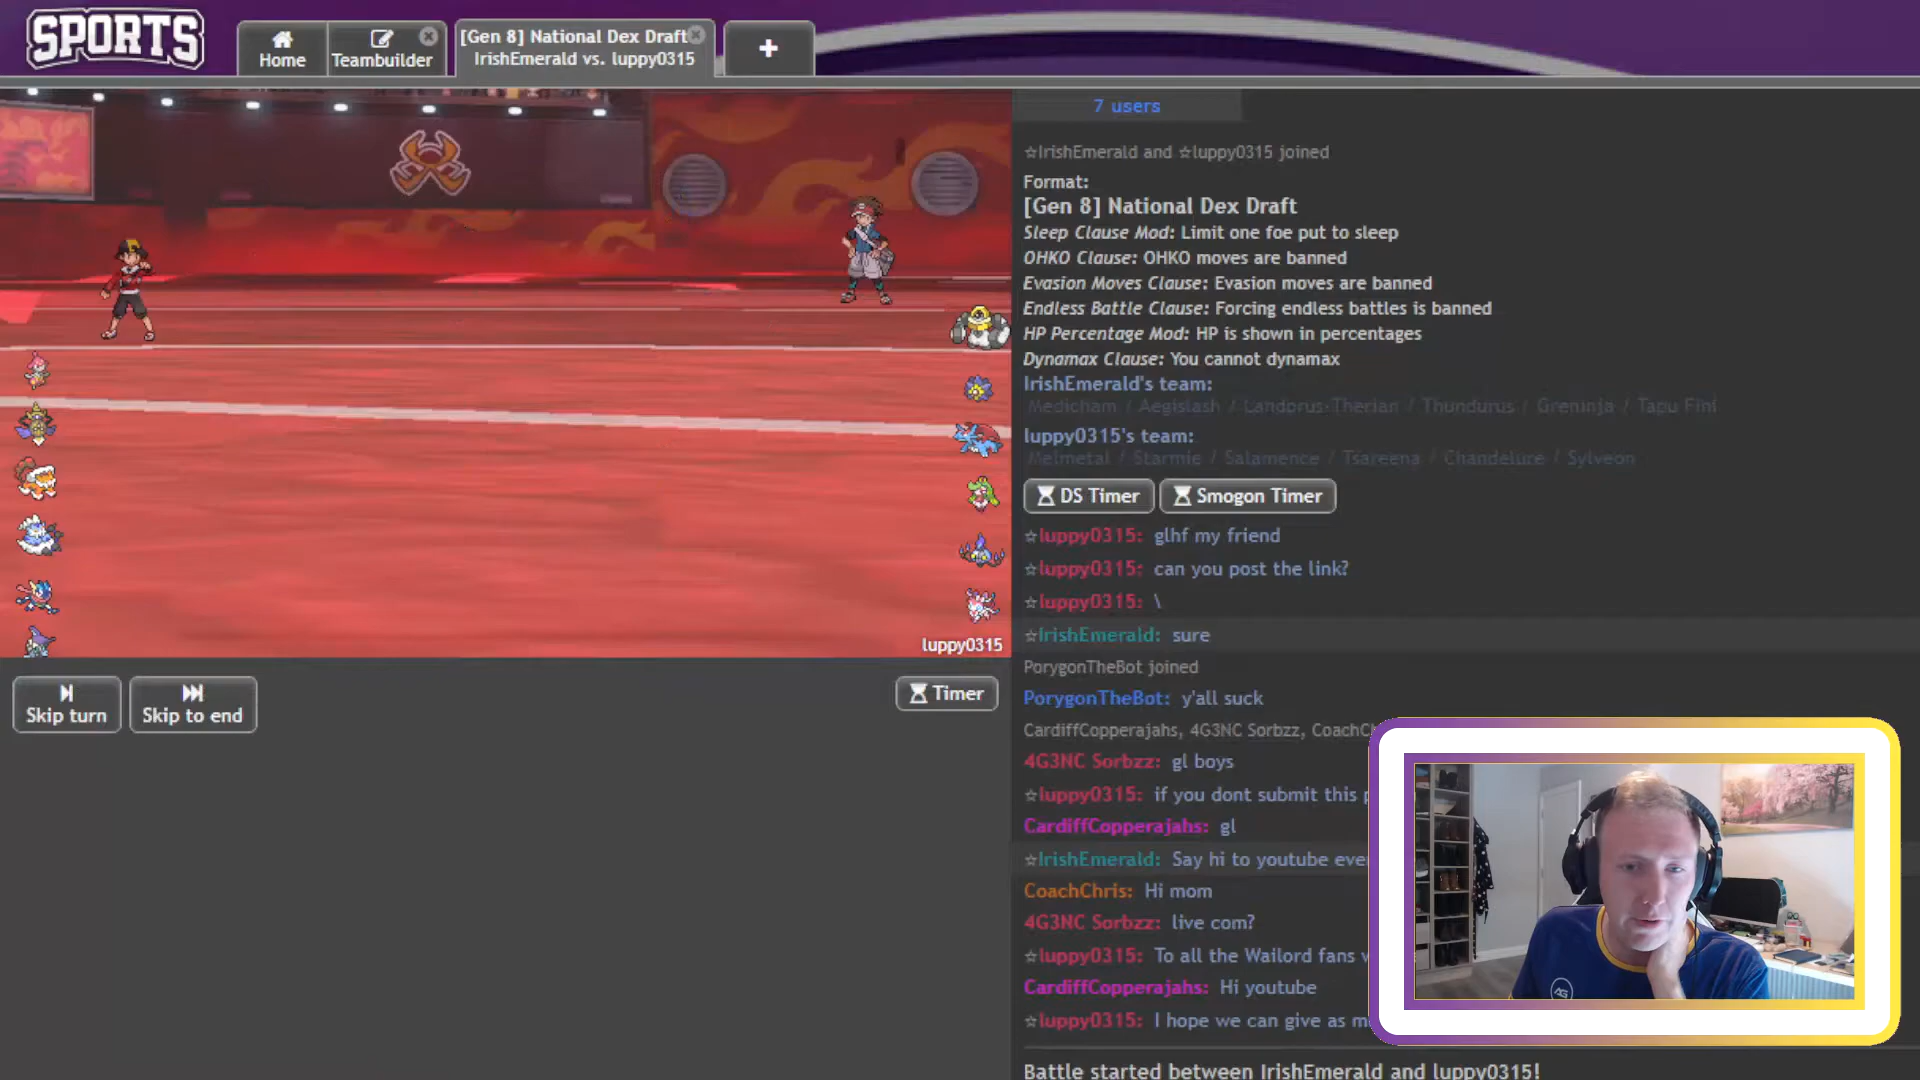 SPORTS
Home
Teambuilder
[Gen 8] National Dex Draft
IrishEmerald vs. luppy0315
+
7 users
☆IrishEmerald and ☆luppy0315 joined
Format:
[Gen 8] National Dex Draft
Sleep Clause Mod: Limit one foe put to sleep
OHKO Clause: OHKO moves are banned
Evasion Moves Clause: Evasion moves are banned
Endless Battle Clause: Forcing endless battles is banned
HP Percentage Mod: HP is shown in percentages
Dynamax Clause: You cannot dynamax
IrishEmerald's team:
Medicham / Aegislash / Landorus-Therian / Thundurus / Greninja / Tapu Fini
luppy0315's team:
Melmetal / Starmie / Salamence / Tsareena / Chandelure / Sylveon
DS Timer
Smogon Timer
☆luppy0315: glhf my friend
☆luppy0315: can you post the link?
☆luppy0315: \
☆IrishEmerald: sure
PorygonTheBot joined
PorygonTheBot: y'all suck
CardiffCopperajahs, 4G3NC Sorbzz, CoachCh
4G3NC Sorbzz: gl boys
☆luppy0315: if you dont submit this p
CardiffCopperajahs: gl
☆IrishEmerald: Say hi to youtube eve
CoachChris: Hi mom
4G3NC Sorbzz: live com?
☆luppy0315: To all the Wailord fans
CardiffCopperajahs: Hi youtube
☆luppy0315: I hope we can give as m
Battle started between IrishEmerald and luppy0315!
luppy0315
Skip turn
Skip to end
Timer
AG